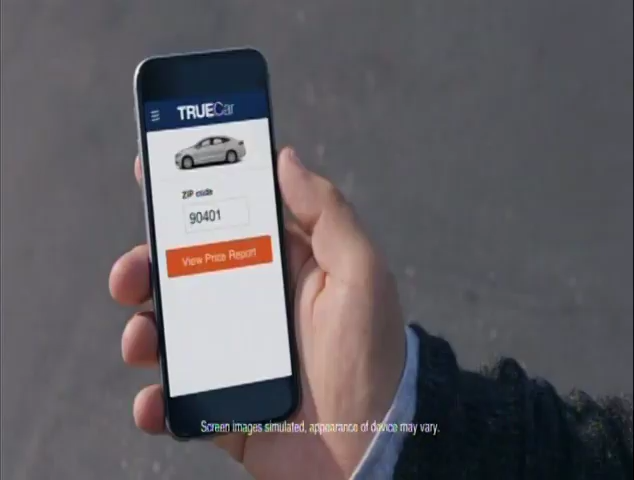 TRUECar
ZIP code
90401
View Price Report
Screen images simulated, appearance of device may vary.